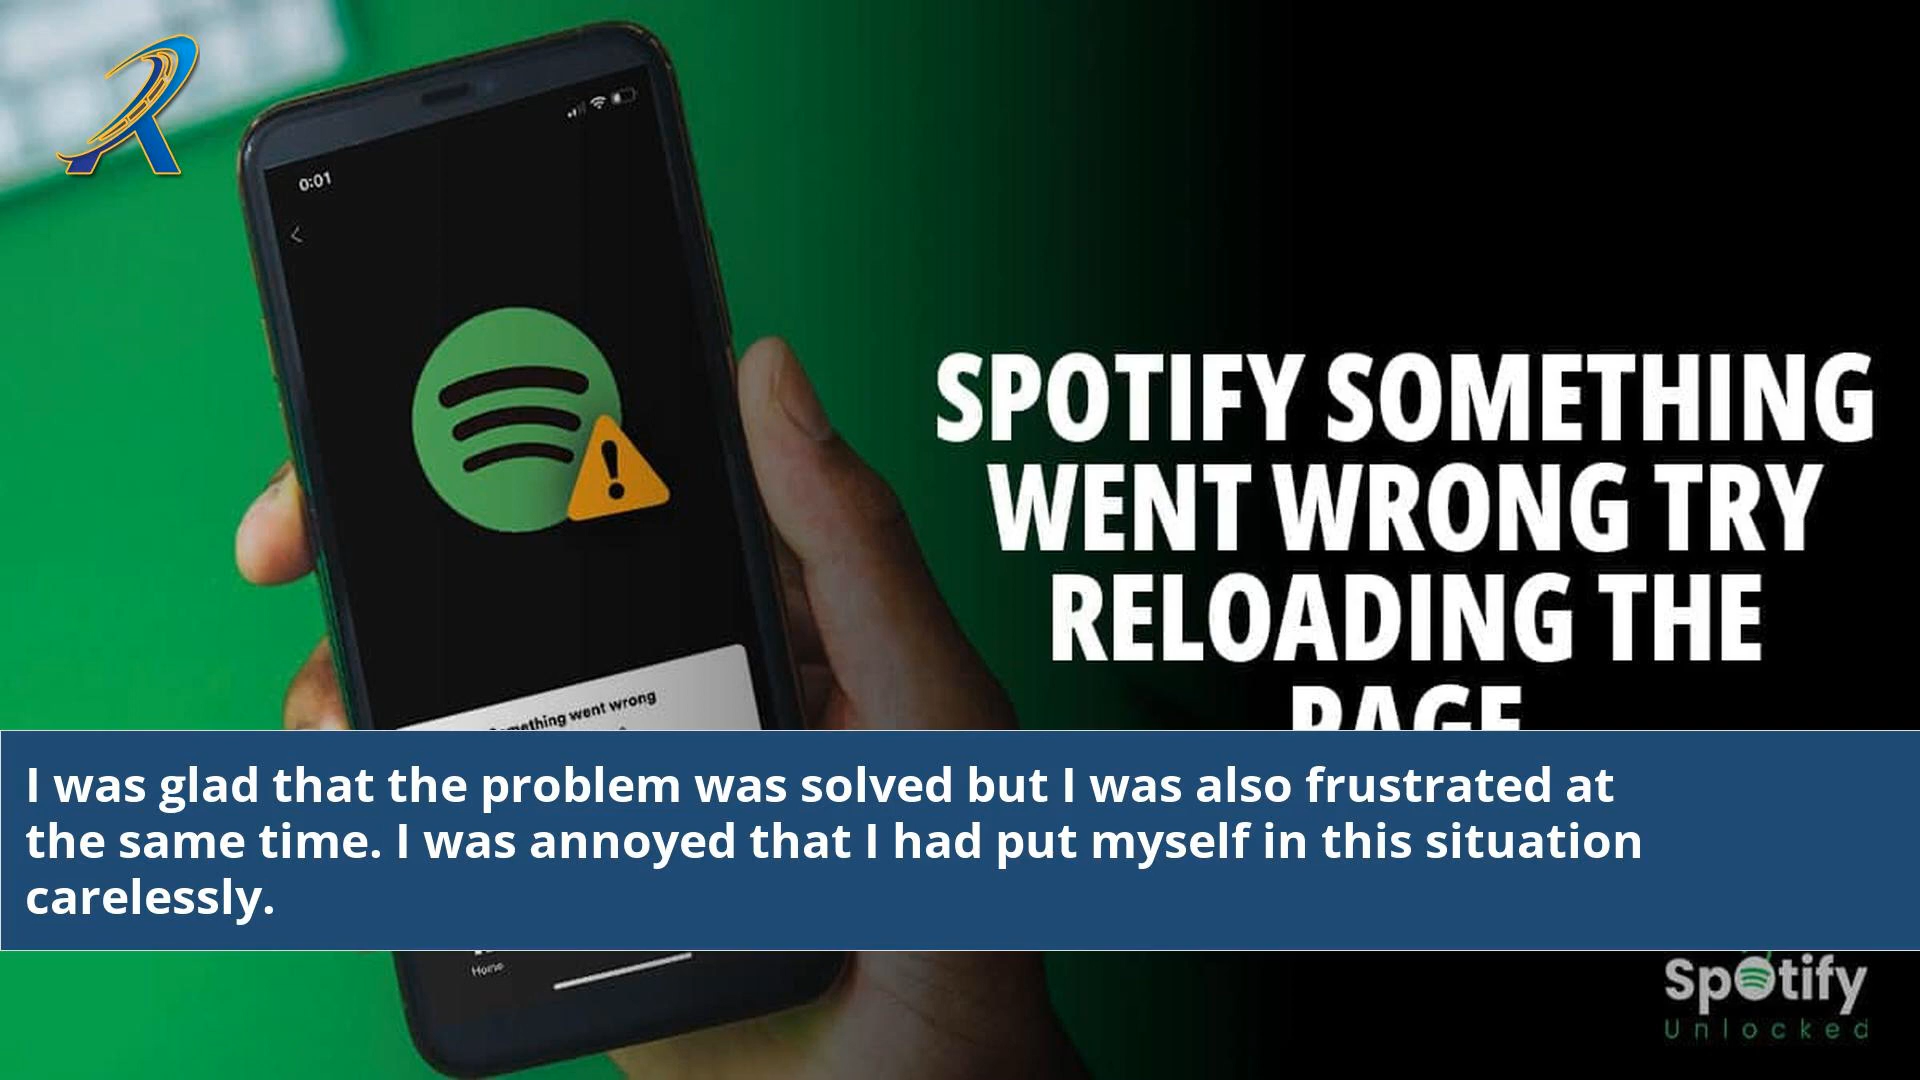 0:01
SPOTIFY SOMETHING
WENT WRONG TRY
RELOADING THE
PAGE
something went wrong
I was glad that the problem was solved but I was also frustrated at
the same time. I was annoyed that I had put myself in this situation
carelessly.
Home
Spotify
Unlocked